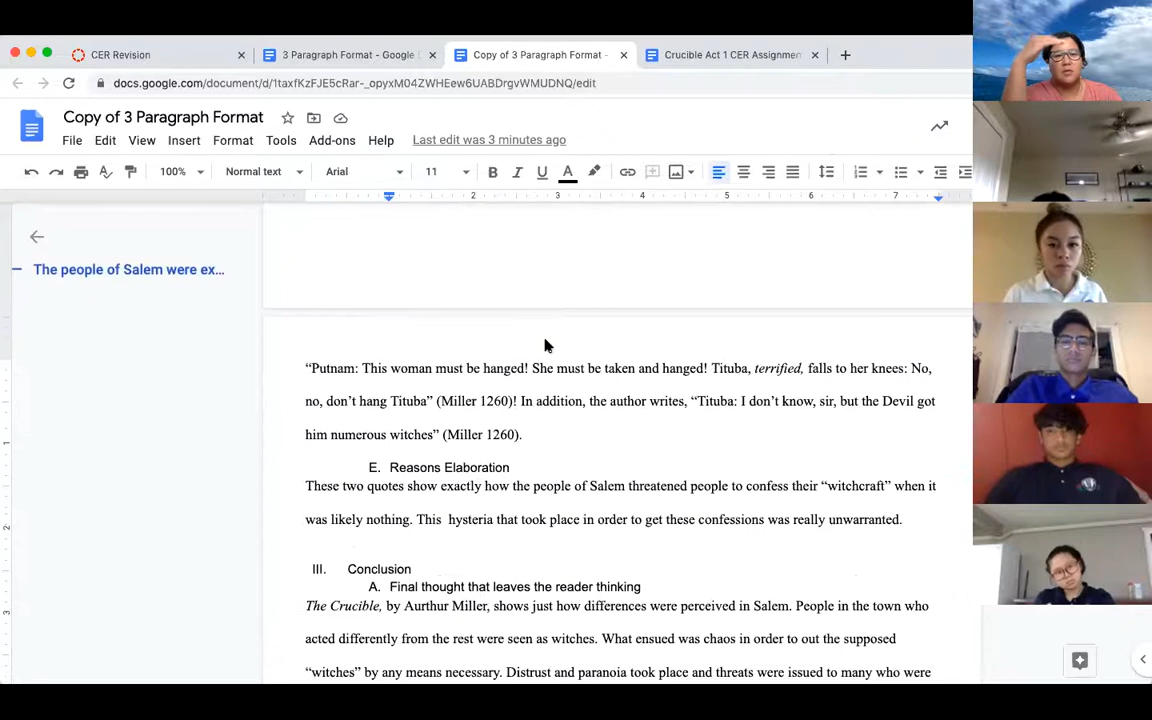 CER Revision
3 Paragraph Format - Google
Copy of 3 Paragraph Format -
Crucible Act 1 CER Assignmen
docs.google.com/document/d/1taxfKzFJE5cRar-_opyxM04ZWHEew6UABDrgvWMUDNQ/edit
Copy of 3 Paragraph Format
File Edit View Insert Format Tools Add-ons Help Last edit was 3 minutes ago
100% Normal text Arial 11 B I U A
2 3 4 5 6 7
The people of Salem were ex...
“Putnam: This woman must be hanged! She must be taken and hanged! Tituba, terrified, falls to her knees: No,
no, don’t hang Tituba” (Miller 1260)! In addition, the author writes, “Tituba: I don’t know, sir, but the Devil got
him numerous witches” (Miller 1260).
E. Reasons Elaboration
These two quotes show exactly how the people of Salem threatened people to confess their “witchcraft” when it
was likely nothing. This hysteria that took place in order to get these confessions was really unwarranted.
III. Conclusion
A. Final thought that leaves the reader thinking
The Crucible, by Aurthur Miller, shows just how differences were perceived in Salem. People in the town who
acted differently from the rest were seen as witches. What ensued was chaos in order to out the supposed
“witches” by any means necessary. Distrust and paranoia took place and threats were issued to many who were
1
2
3